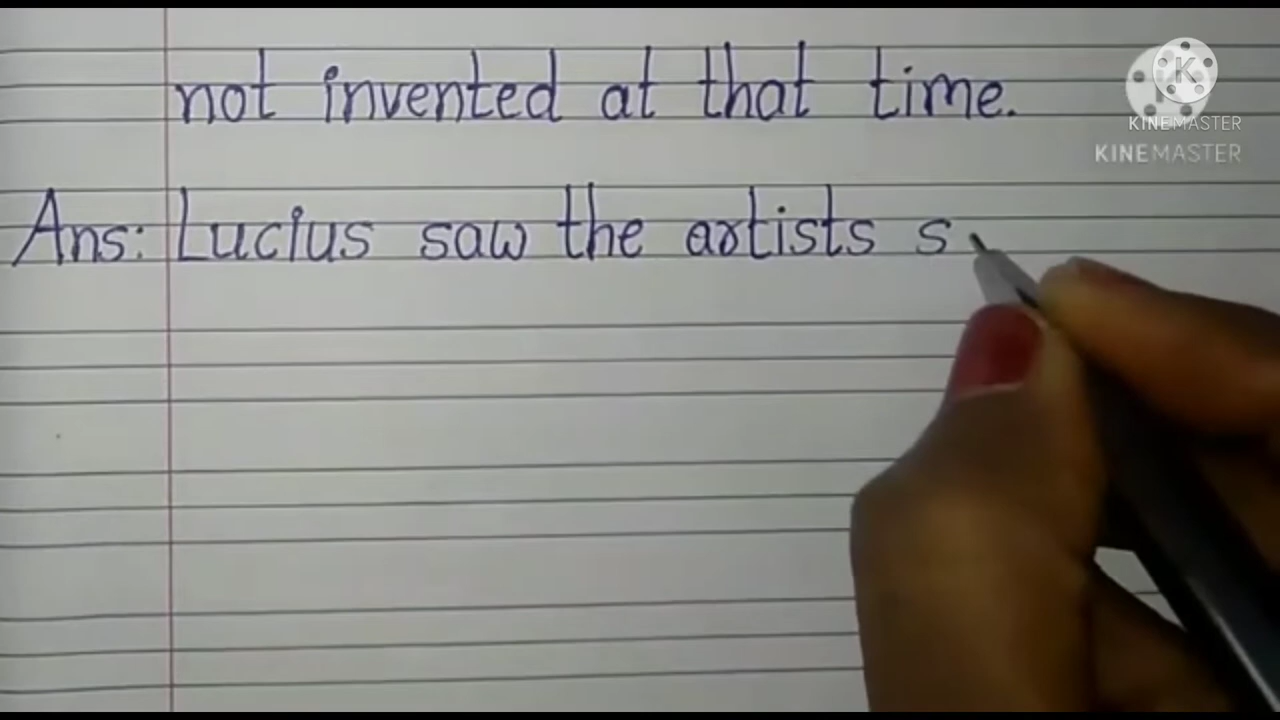 not invented at that time.
Ans: Lucius saw the artists s
K
KINEMASTER
KINEMASTER